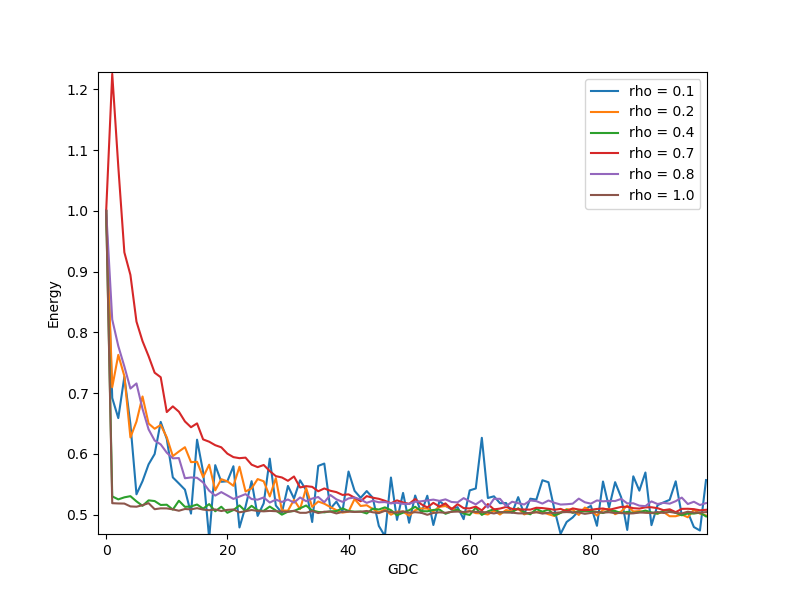 1.2
1.1
1.0
0.9
0.8
0.7
0.6
0.5
Energy
0
20
40
60
80
GDC
rho = 0.1
rho = 0.2
rho = 0.4
rho = 0.7
rho = 0.8
rho = 1.0